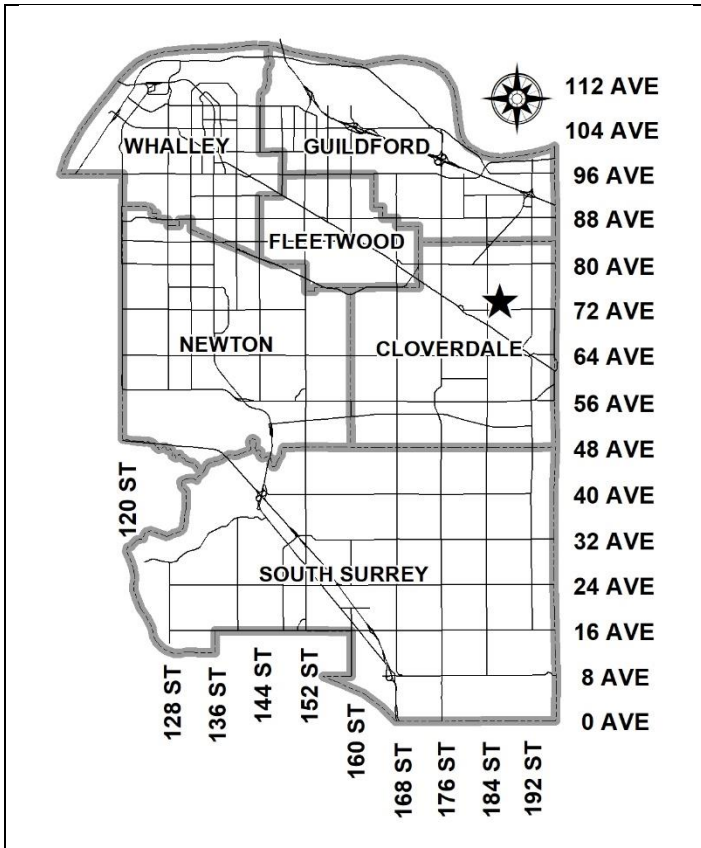 112 AVE
104 AVE
WHALLEY
GUILDFORD
96 AVE
88 AVE
FLEETWOOD
80 AVE
72 AVE
NEWTON
CLOVERDALE
64 AVE
56 AVE
48 AVE
120 ST
40 AVE
32 AVE
SOUTH SURREY
24 AVE
16 AVE
8 AVE
0 AVE
128 ST
136 ST
144 ST
152 ST
160 ST
168 ST
176 ST
184 ST
192 ST